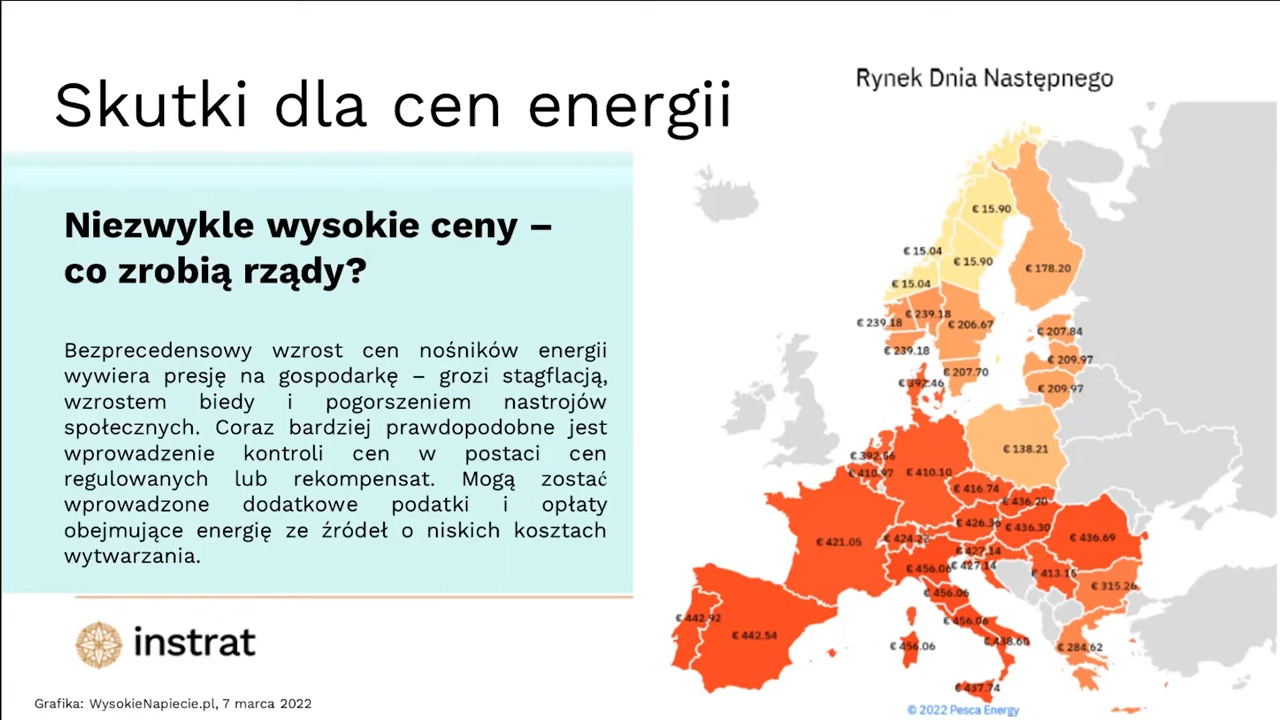 Skutki dla cen energii
Niezwykle wysokie ceny –
co zrobią rządy?
Bezprecedensowy wzrost cen nośników energii
wywiera presję na gospodarkę – grozi stagflacją,
wzrostem biedy i pogorszeniem nastrojów
społecznych. Coraz bardziej prawdopodobne jest
wprowadzenie kontroli cen w postaci cen
regulowanych lub rekompensat. Mogą zostać
wprowadzone dodatkowe podatki i opłaty
obejmujące energię ze źródeł o niskich kosztach
wytwarzania.
instrat
Grafika: WysokieNapiecie.pl, 7 marca 2022
Rynek Dnia Następnego
€ 15.90
€ 15.04
€ 15.90
€ 178.20
€ 15.04
€ 239.18
€ 239.18
€ 206.67
€ 207.84
€ 239.18
€ 209.97
€ 207.70
€ 392.46
€ 209.97
€ 138.21
€ 392.56
€ 410.97
€ 410.10
€ 416.74
€ 436.20
€ 426.36
€ 436.30
€ 436.69
€ 421.05
€ 424.22
€ 427.14
€ 456.06
€ 427.14
€ 413.15
€ 315.26
€ 456.06
€ 442.92
€ 442.54
€ 456.06
€ 438.60
€ 456.06
€ 284.62
€ 437.74
© 2022 Pesca Energy